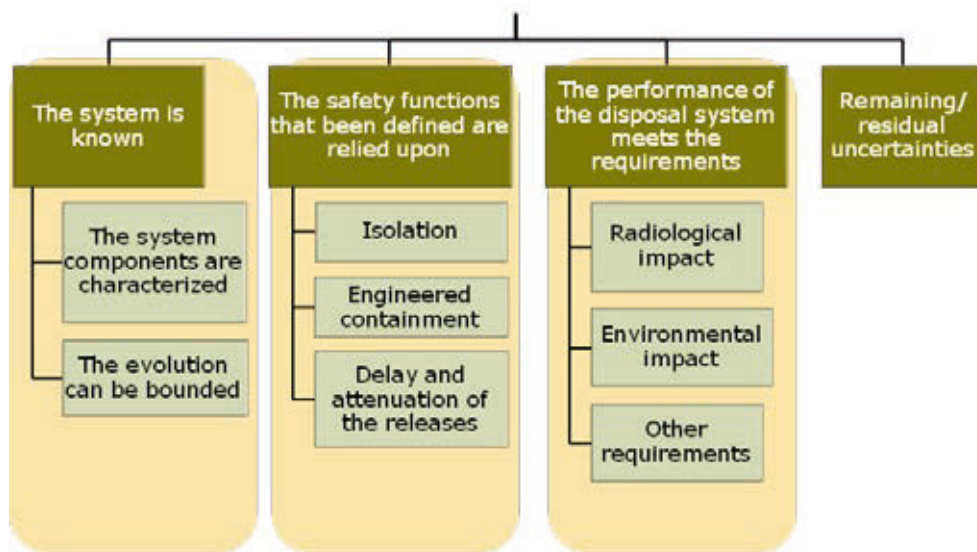 The system is
known
The system
components are
characterized
The evolution
can be bounded
The safety functions
that been defined are
relied upon
Isolation
Engineered
containment
Delay and
attenuation of
the releases
The performance of
the disposal system
meets the
requirements
Radiological
impact
Environmental
impact
Other
requirements
Remaining/
residual
uncertainties